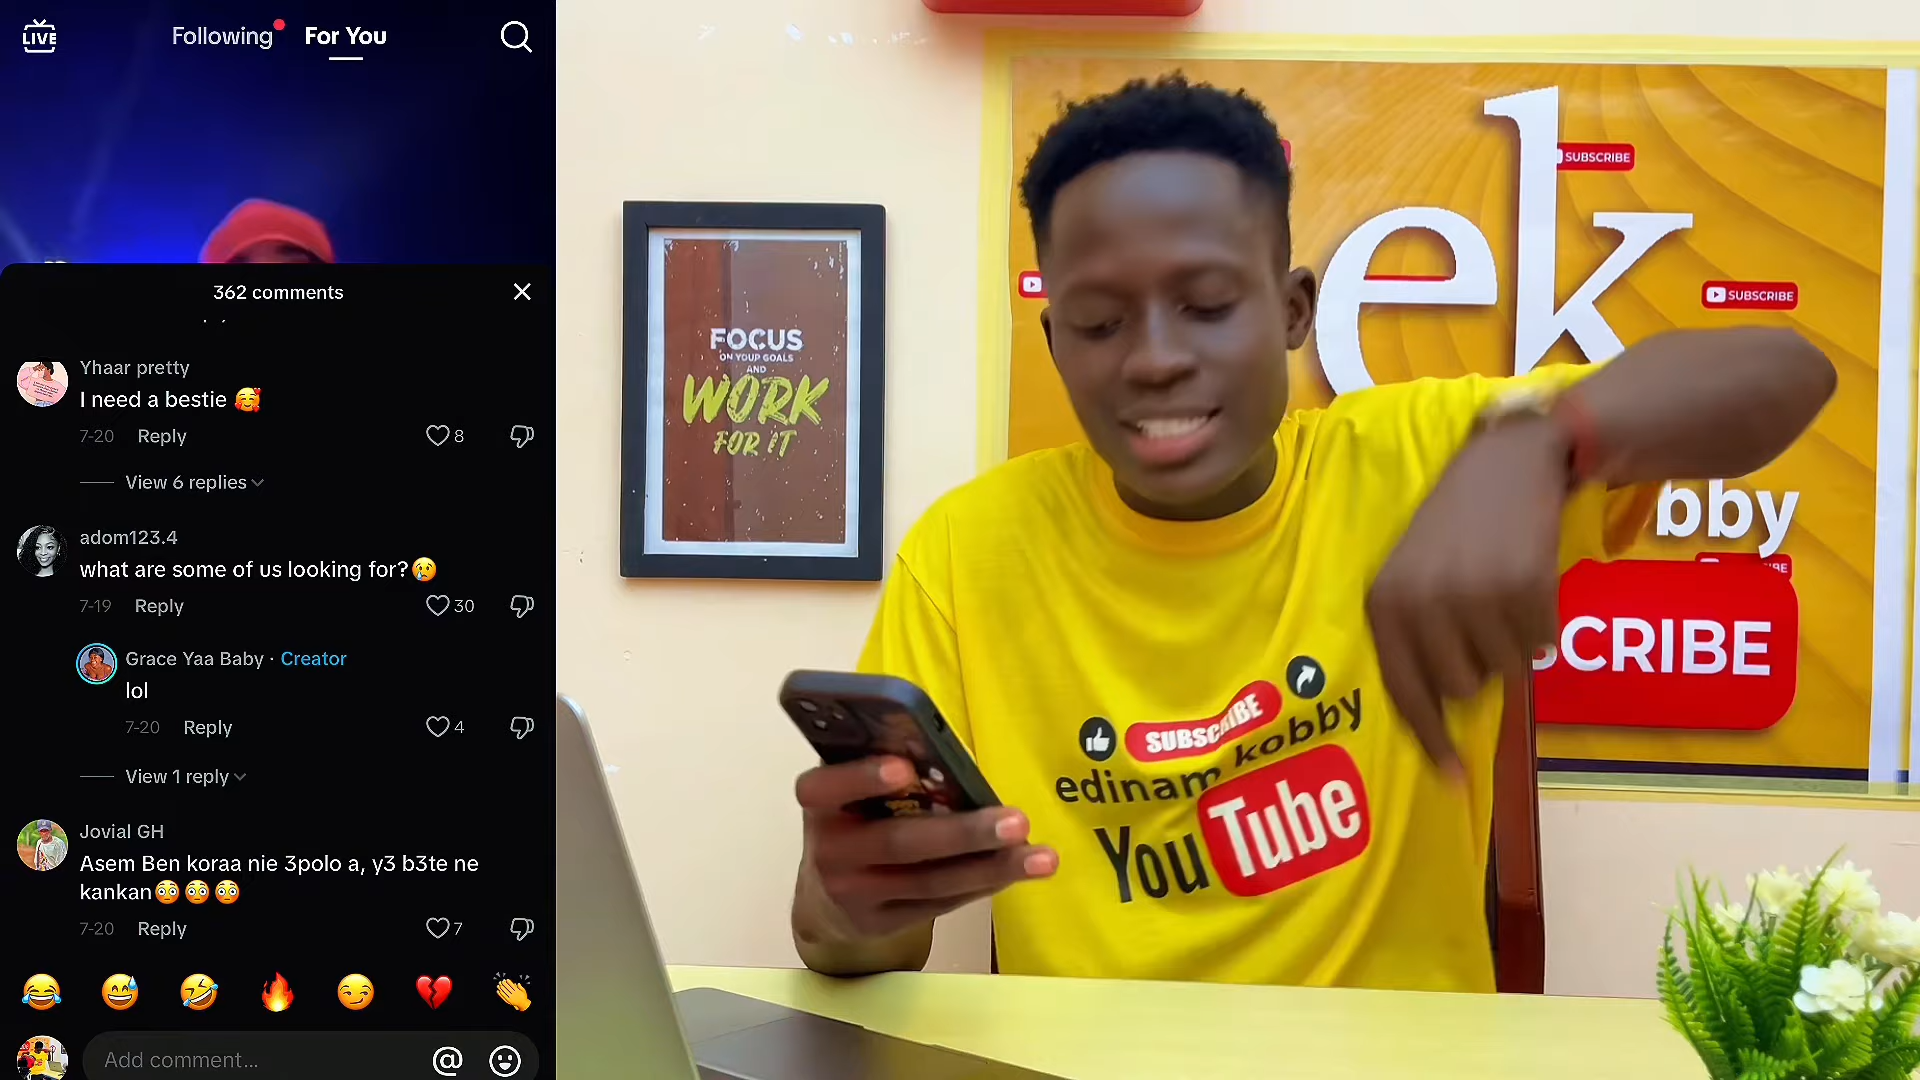 LIVE
Following
For You
362 comments
Yhaar pretty
I need a bestie 🥰
7-20 Reply 8
View 6 replies
adom123.4
what are some of us looking for?😢
7-19 Reply 30
Grace Yaa Baby · Creator
lol
7-20 Reply 4
View 1 reply
Jovial GH
Asem Ben koraa nie 3polo a, y3 b3te ne
kankan😳😳😳
7-20 Reply 7
😂 😅 🤣 🔥 😏 💔 👏
Add comment... @
FOCUS
ON YOUR GOALS
AND
WORK
FOR IT
ek
SUBSCRIBE
SUBSCRIBE
bby
CRIBE
SUBSCRIBE
edinam kobby
YouTube